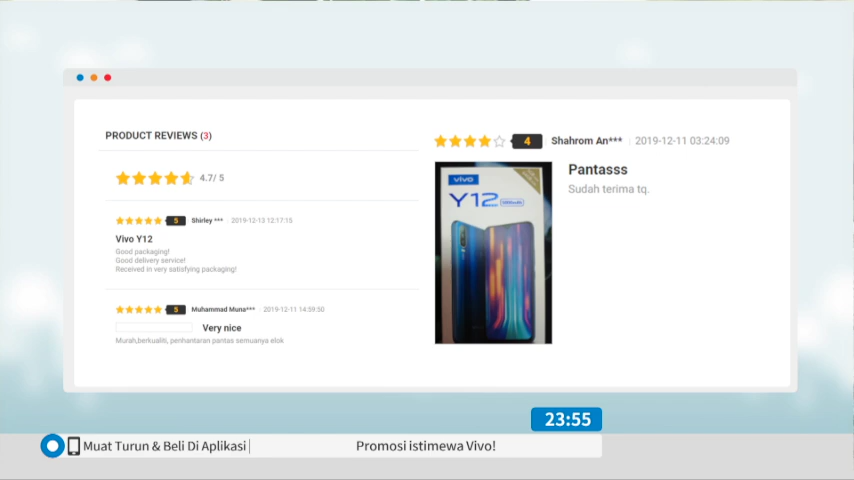 PRODUCT REVIEWS (3)
4.7/ 5
5 Shirley *** 2019-12-13 12:17:15
Vivo Y12
Good packaging!
Good delivery service!
Received in very satisfying packaging!
5 Muhammad Muna*** 2019-12-11 14:59:50
Very nice
Murah,berkualiti, penhantaran pantas semuanya elok
4 Shahrom An*** 2019-12-11 03:24:09
Pantasss
Sudah terima tq.
vivo
Y12
23:55
Muat Turun & Beli Di Aplikasi
Promosi istimewa Vivo!